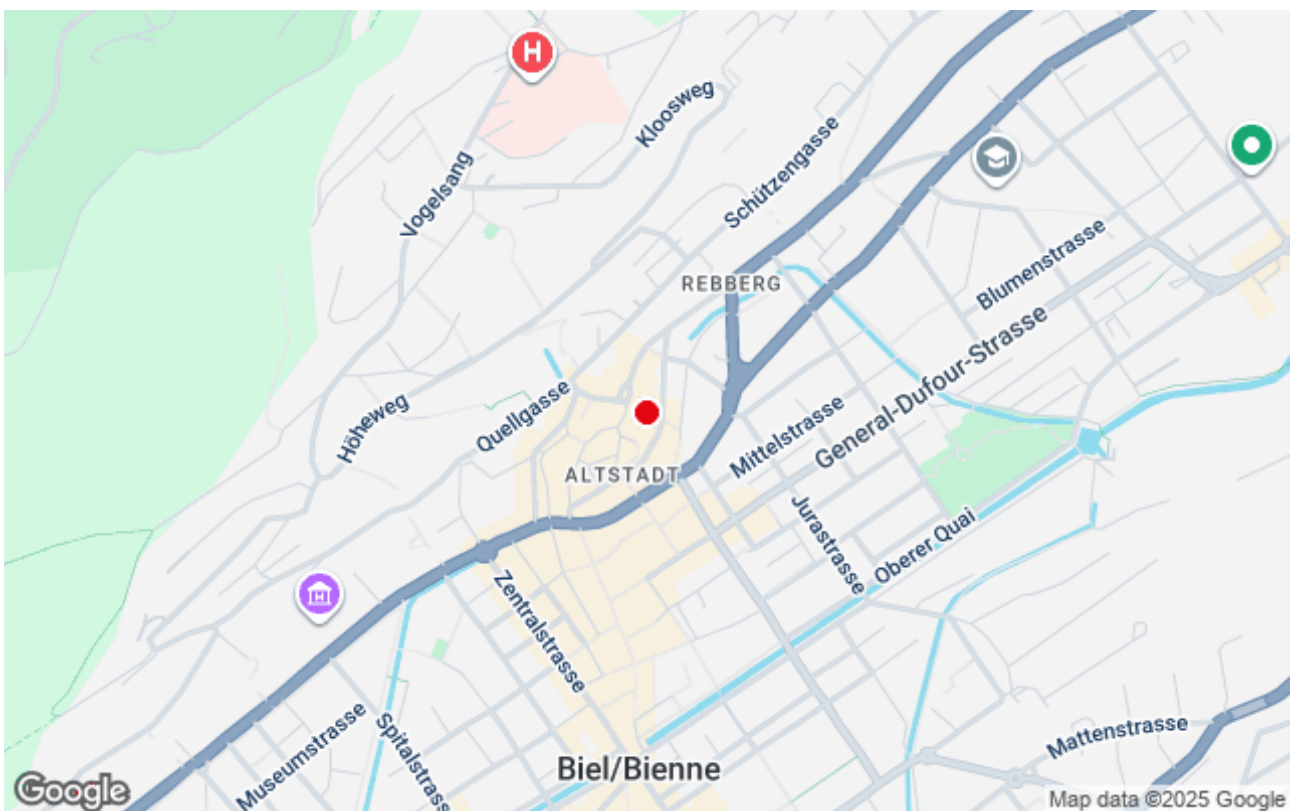 H
Kloosweg
Vogelsang
Schützengasse
REBBERG
Blumenstrasse
General-Dufour-Strasse
Höheweg
Quellgasse
Mittelstrasse
ALTSTADT
Jurastrasse
Oberer Quai
Zentralstrasse
Museumstrasse
Spitalstrasse
Mattenstrasse
Biel/Bienne
Google
Map data ©2025 Google